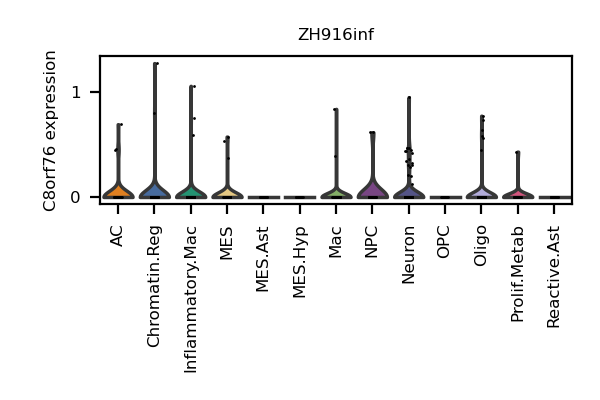 ZH916inf
C8orf76 expression
1
0
AC
Chromatin.Reg
Inflammatory.Mac
MES
MES.Ast
MES.Hyp
Mac
NPC
Neuron
OPC
Oligo
Prolif.Metab
Reactive.Ast